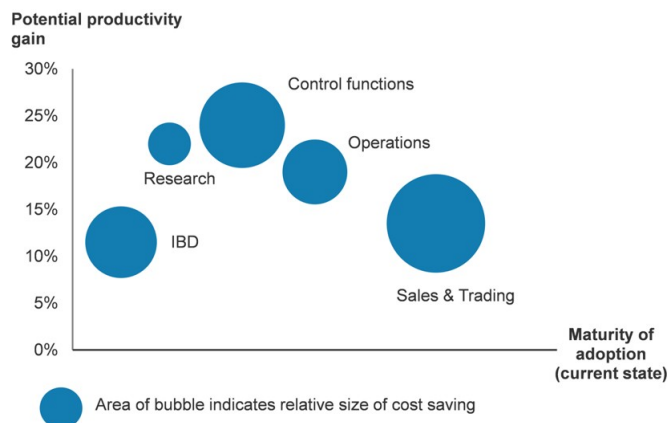 Potential productivity
gain
30%
25%
20%
15%
10%
5%
0%
Control functions
Operations
Research
IBD
Sales & Trading
Maturity of
adoption
(current state)
Area of bubble indicates relative size of cost saving